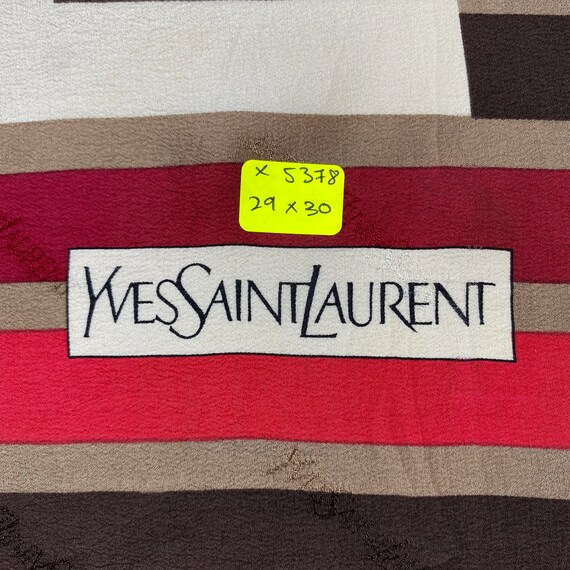 x 5378
29 x 30
YVESSAINTLAURENT